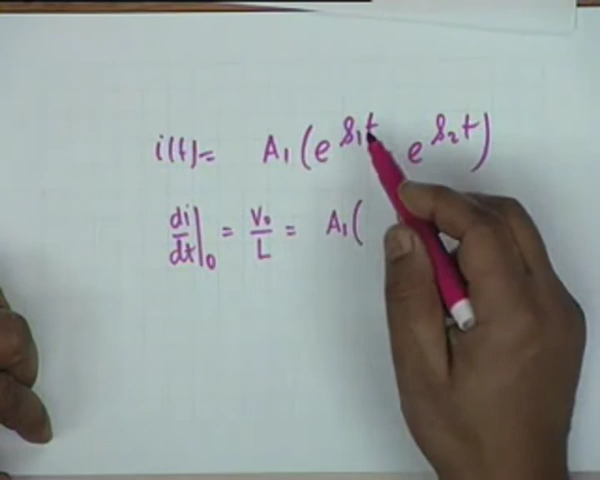 i(t) = A₁(e^{s₁t} e^{s₂t})
di/dt|₀ = V₀/L = A₁(